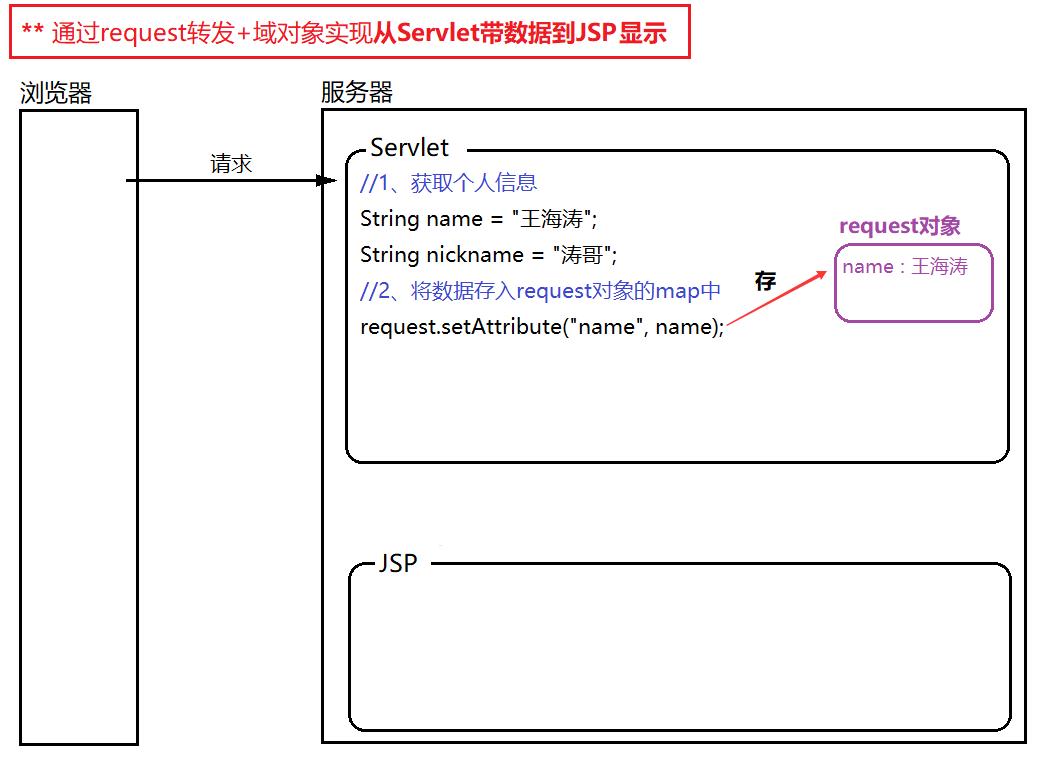 ** 通过request转发+域对象实现从Servlet带数据到JSP显示
浏览器
服务器
请求
Servlet
//1、获取个人信息
String name = "王海涛";
String nickname = "涛哥";
//2、将数据存入request对象的map中
request.setAttribute("name", name);
存
request对象
name : 王海涛
JSP